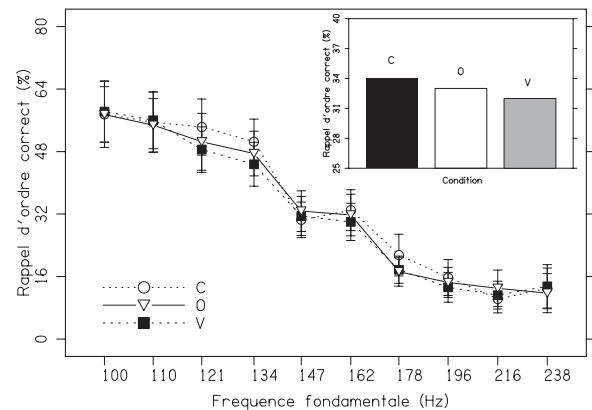 80
64
48
32
16
0
Rappel d'ordre correct (%)
40
37
34
31
28
25
Rappel d'ordre correct (%)
C
O
V
Condition
C
O
V
100 110 121 134 147 162 178 196 216 238
Frequence fondamentale (Hz)